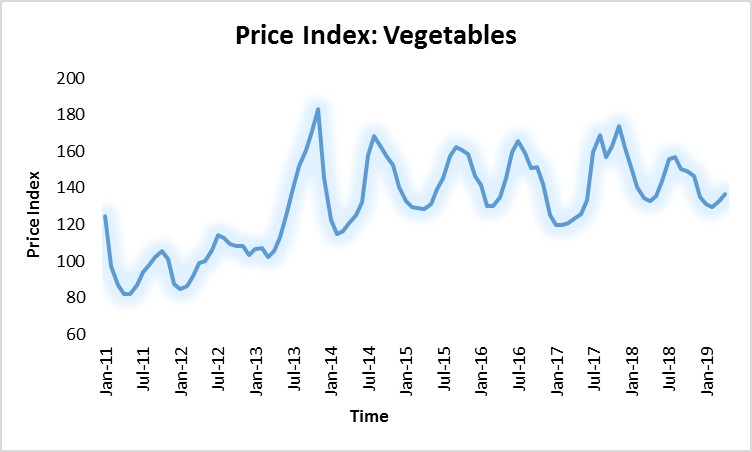 Price Index: Vegetables
200
180
160
140
120
100
80
60
Price Index
Jan-11
Jul-11
Jan-12
Jul-12
Jan-13
Jul-13
Jan-14
Jul-14
Jan-15
Jul-15
Jan-16
Jul-16
Jan-17
Jul-17
Jan-18
Jul-18
Jan-19
Time